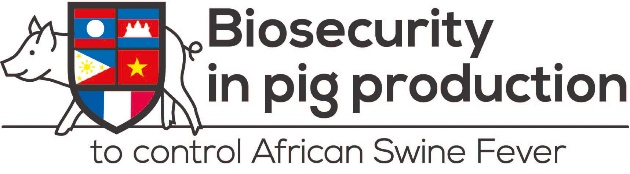 Biosecurity
in pig production
to control African Swine Fever